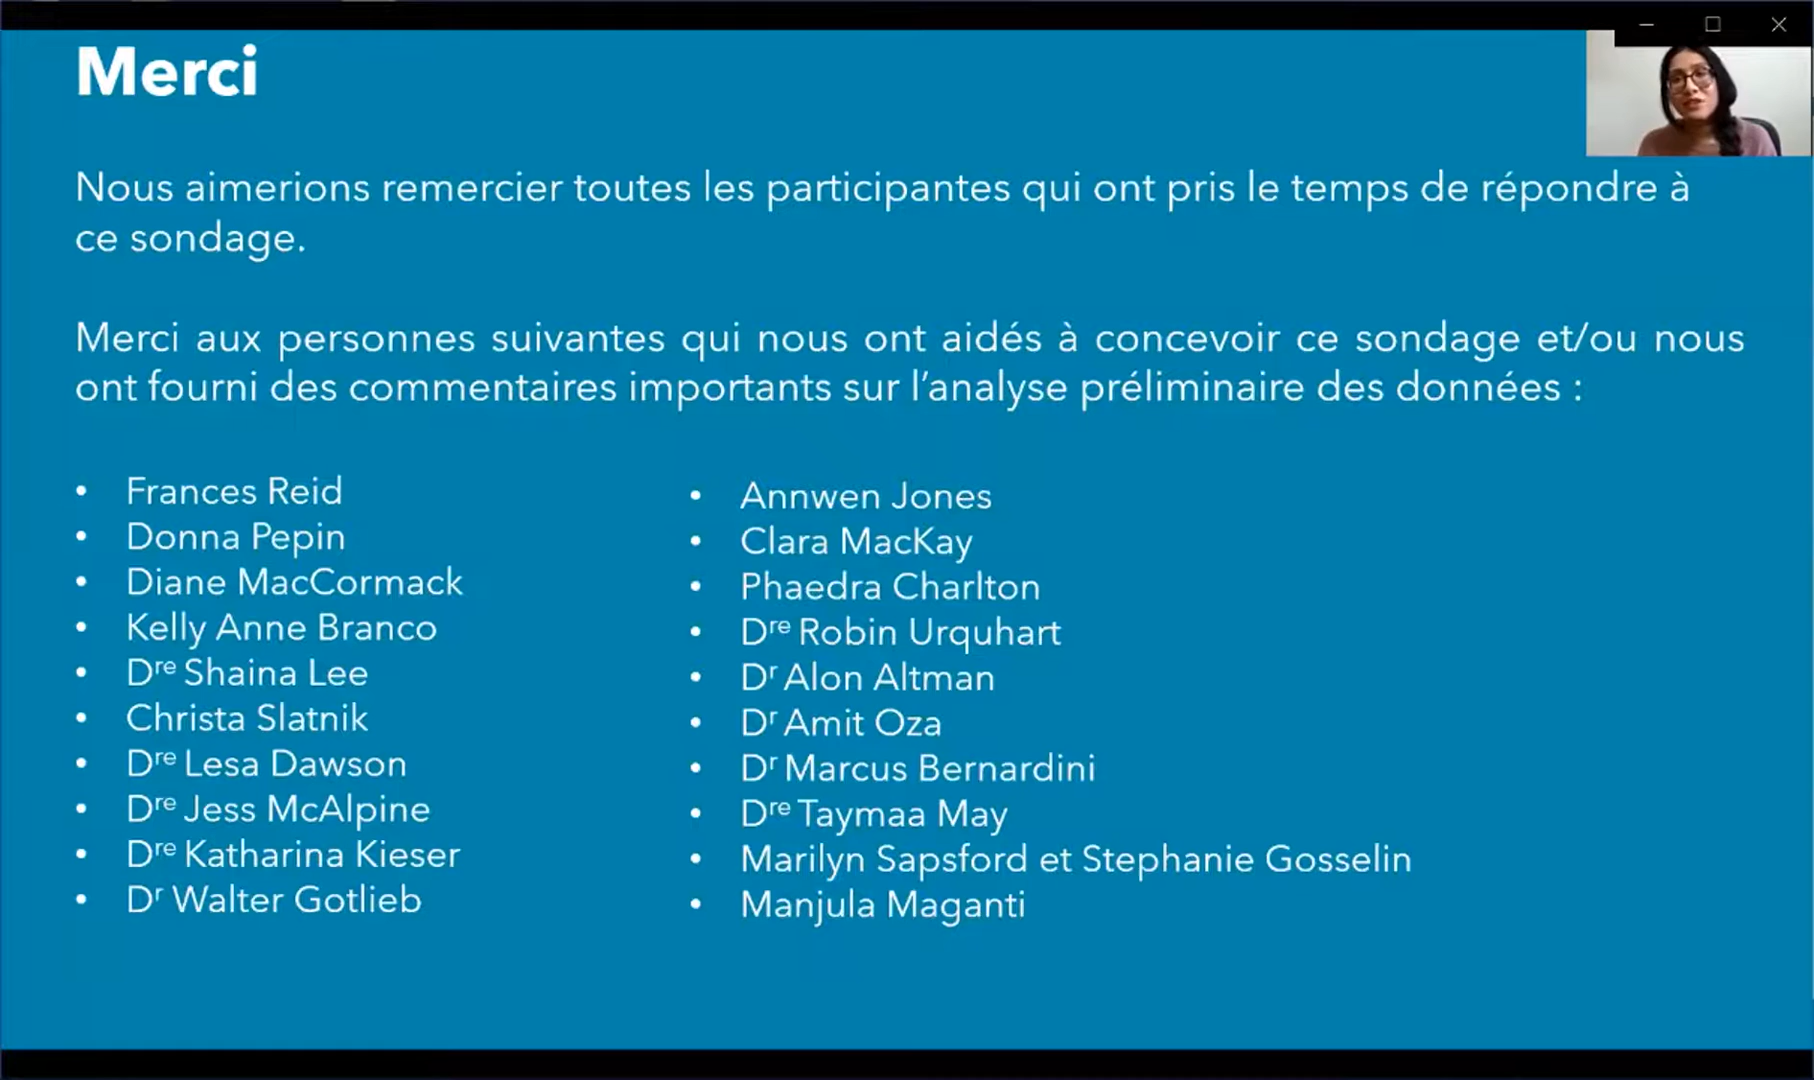 Merci
Nous aimerions remercier toutes les participantes qui ont pris le temps de répondre à
ce sondage.
Merci aux personnes suivantes qui nous ont aidés à concevoir ce sondage et/ou nous
ont fourni des commentaires importants sur l’analyse préliminaire des données :
• Frances Reid
• Donna Pepin
• Diane MacCormack
• Kelly Anne Branco
• Dre Shaina Lee
• Christa Slatnik
• Dre Lesa Dawson
• Dre Jess McAlpine
• Dre Katharina Kieser
• Dr Walter Gotlieb
• Annwen Jones
• Clara MacKay
• Phaedra Charlton
• Dre Robin Urquhart
• Dr Alon Altman
• Dr Amit Oza
• Dr Marcus Bernardini
• Dre Taymaa May
• Marilyn Sapsford et Stephanie Gosselin
• Manjula Maganti